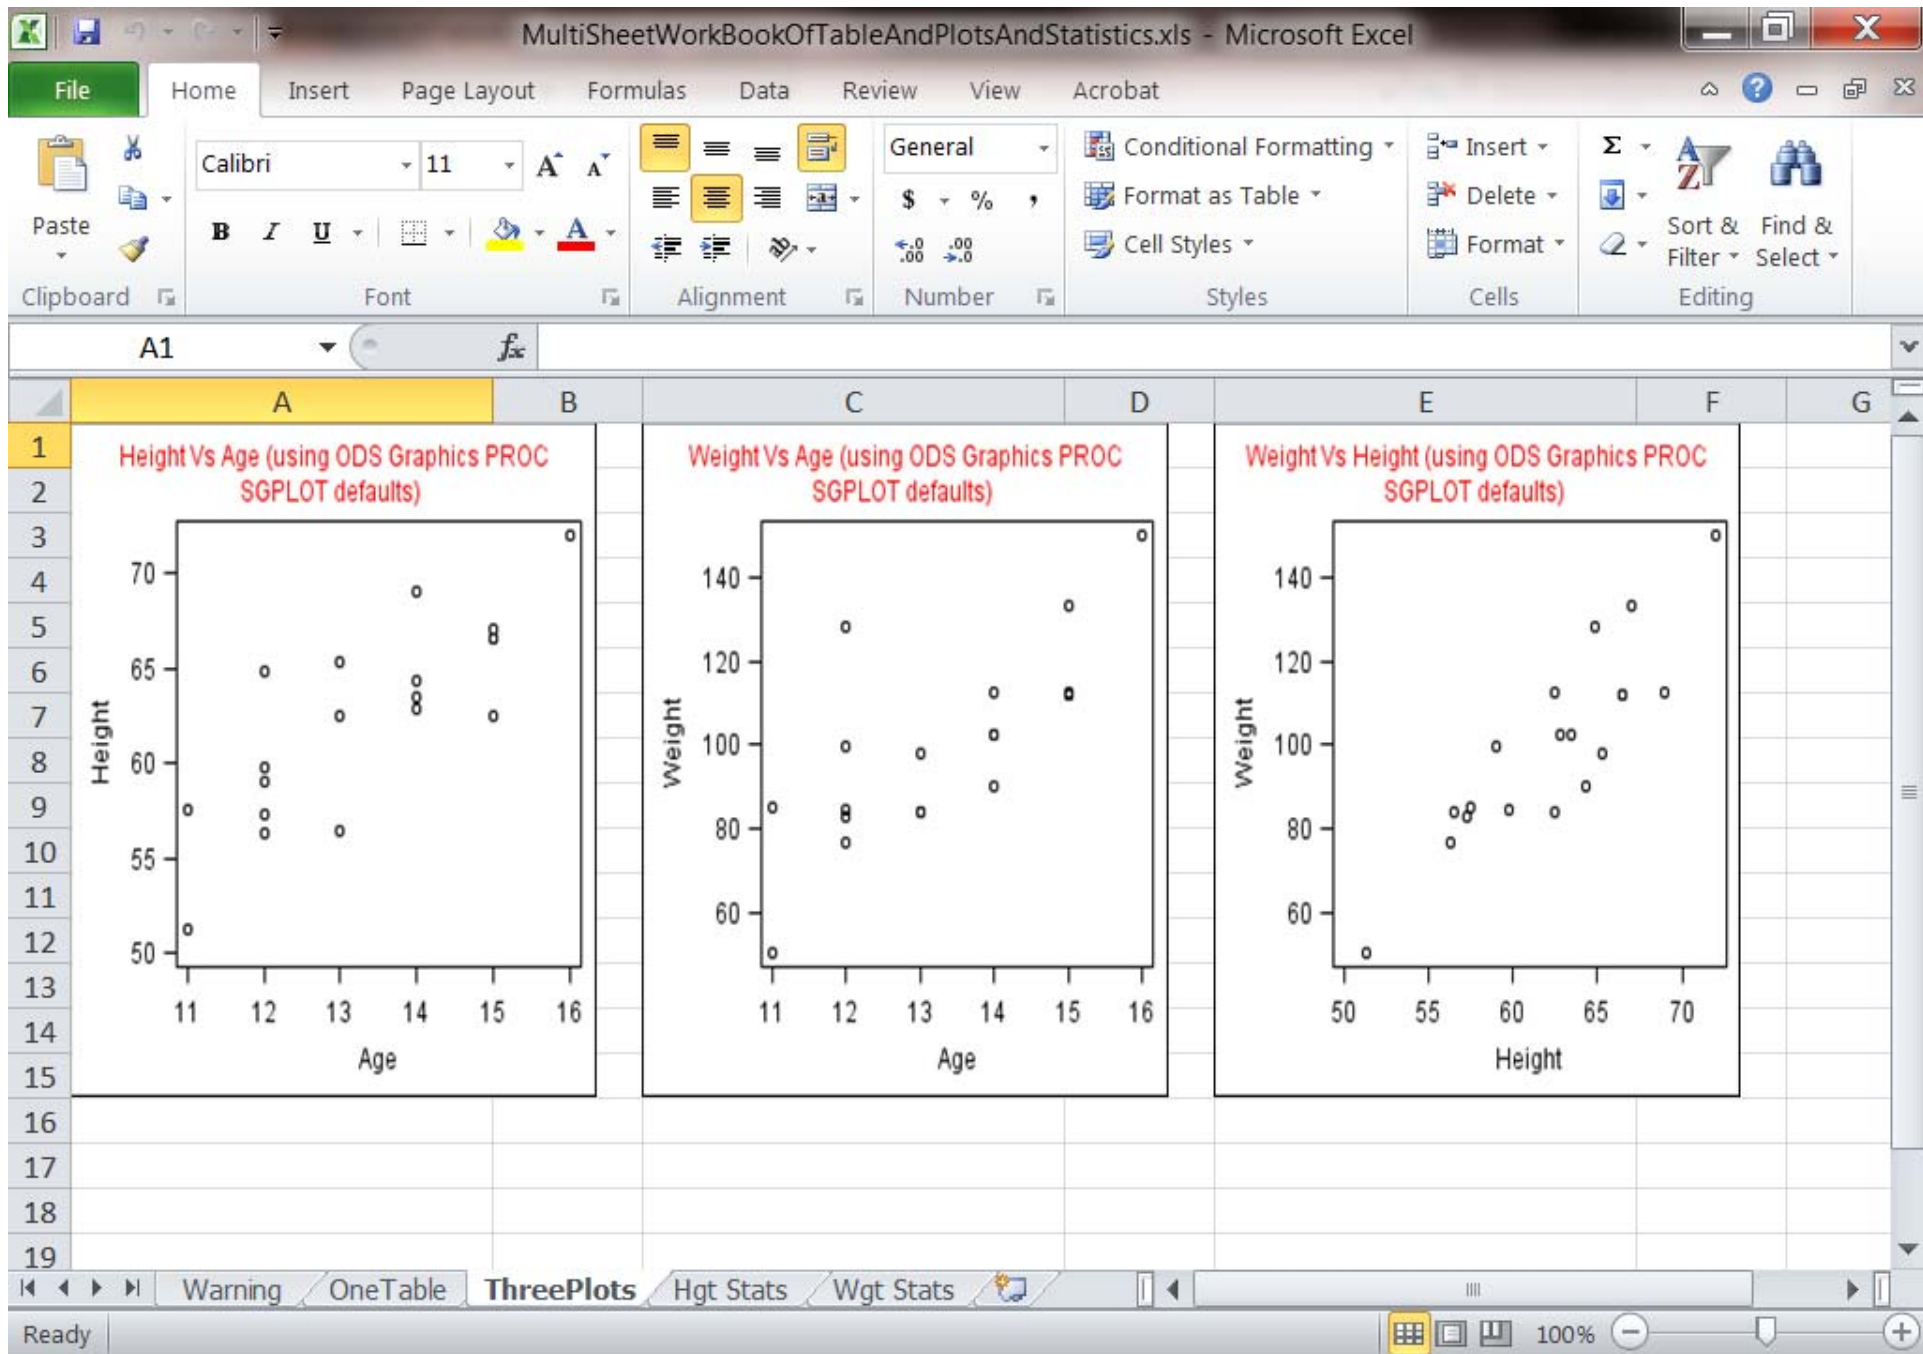 MultiSheetWorkBookOfTableAndPlotsAndStatistics.xls - Microsoft Excel
File Home Insert Page Layout Formulas Data Review View Acrobat
Paste
Calibri 11
B I U
General
$ % ,
Conditional Formatting
Format as Table
Cell Styles
Insert
Delete
Format
Σ
Sort & Filter
Find & Select
Clipboard Font Alignment Number Styles Cells Editing
A1 fx
A B C D E F G
1
2
3
4
5
6
7
8
9
10
11
12
13
14
15
16
17
18
19
Height Vs Age (using ODS Graphics PROC
SGPLOT defaults)
Height
70
65
60
55
50
11 12 13 14 15 16
Age
Weight Vs Age (using ODS Graphics PROC
SGPLOT defaults)
Weight
140
120
100
80
60
11 12 13 14 15 16
Age
Weight Vs Height (using ODS Graphics PROC
SGPLOT defaults)
Weight
140
120
100
80
60
50 55 60 65 70
Height
Warning OneTable ThreePlots Hgt Stats Wgt Stats
Ready 100%